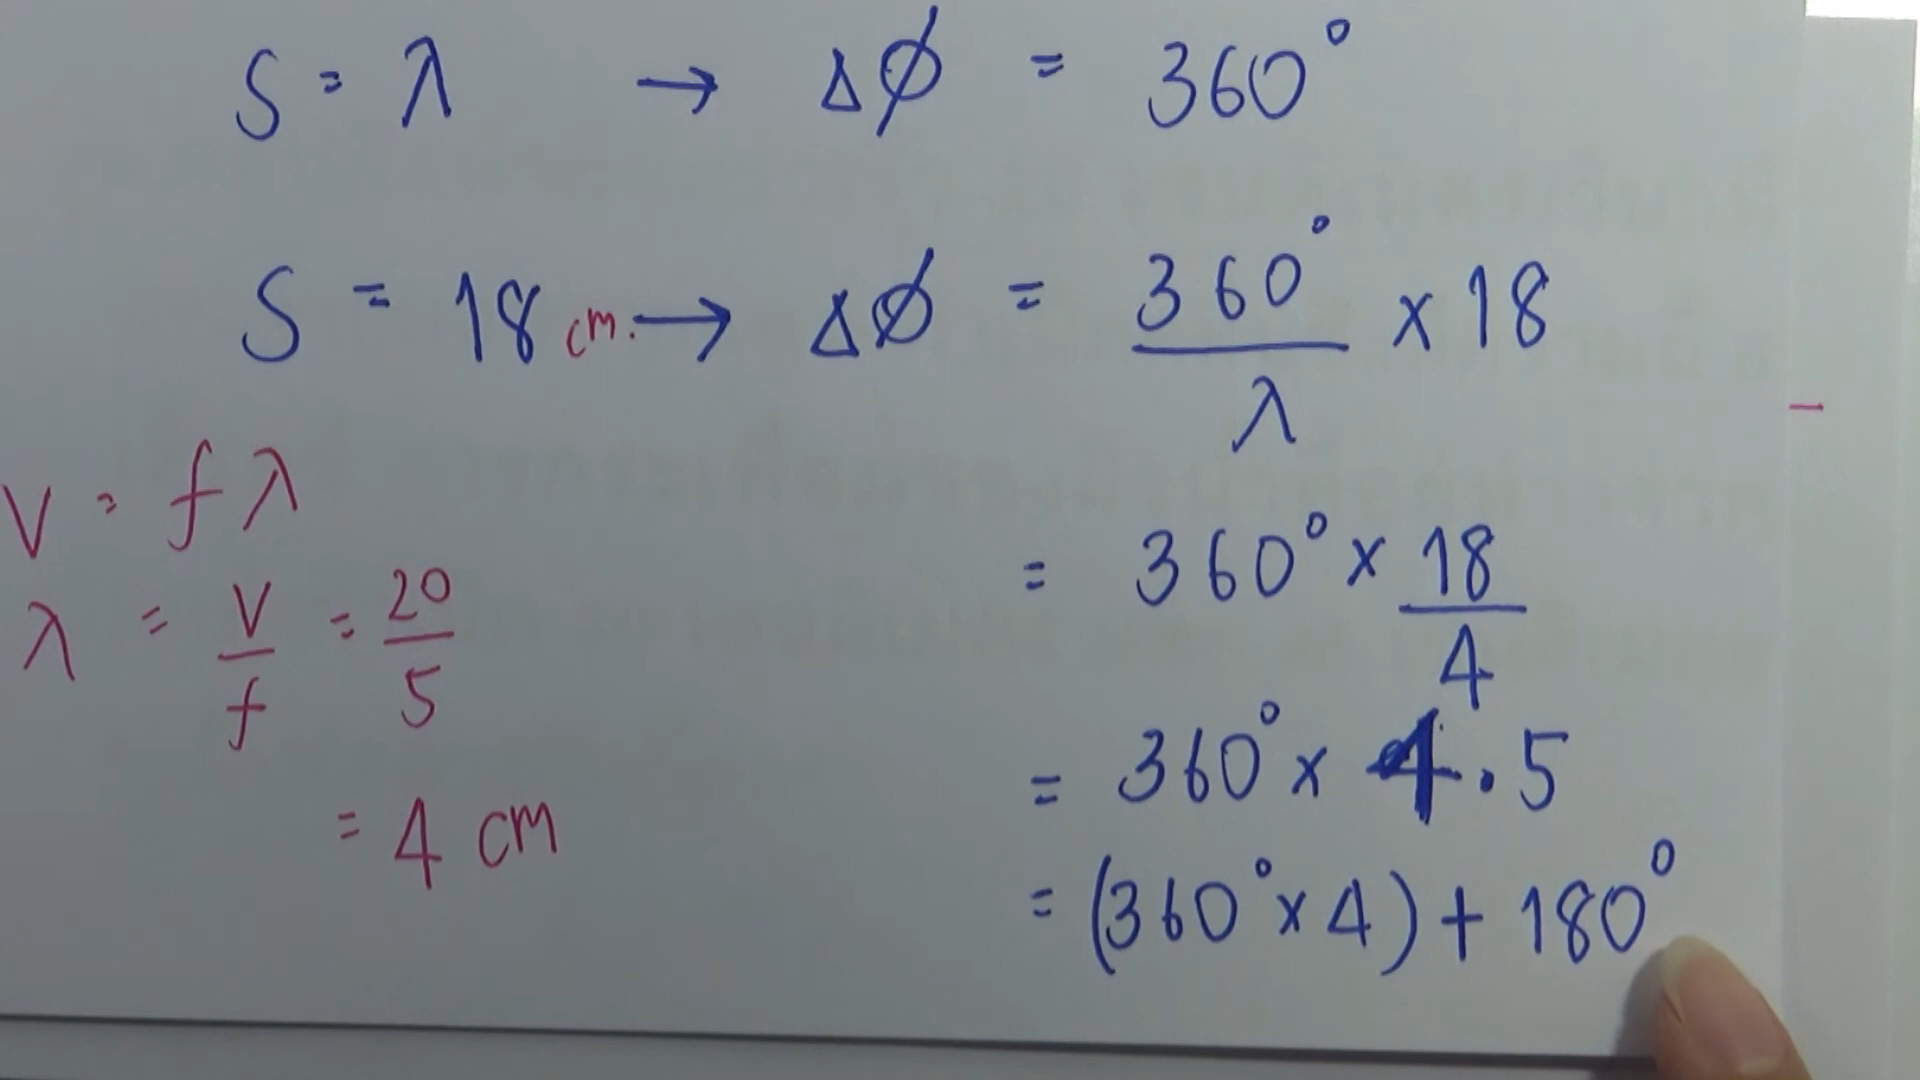 S = λ → Δφ = 360°
S = 18 cm. → Δφ = 360°/λ x 18
v = fλ
= 360° x 18/4
λ = v/f = 20/5
= 360° x 4.5
= 4 cm
= (360° x 4) + 180°